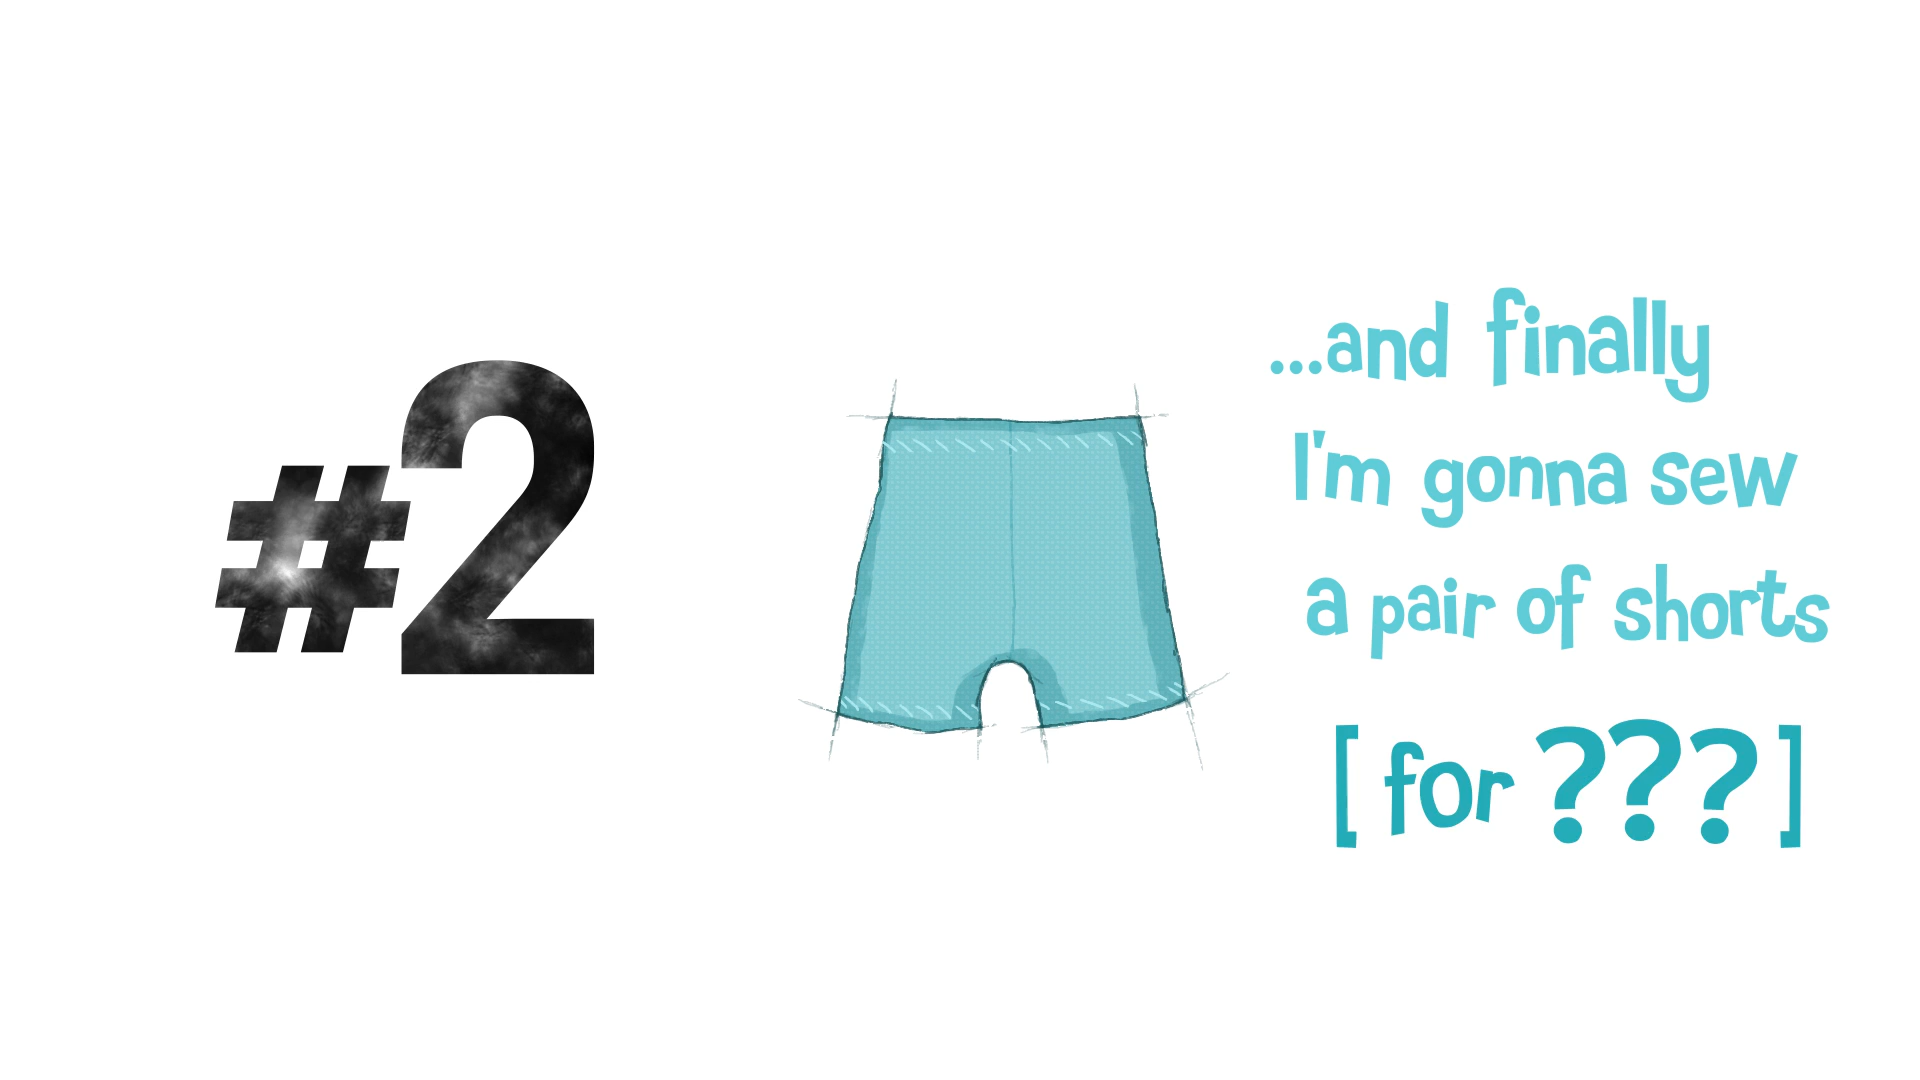 #2
...and finally
I'm gonna sew
a pair of shorts
[ for ??? ]